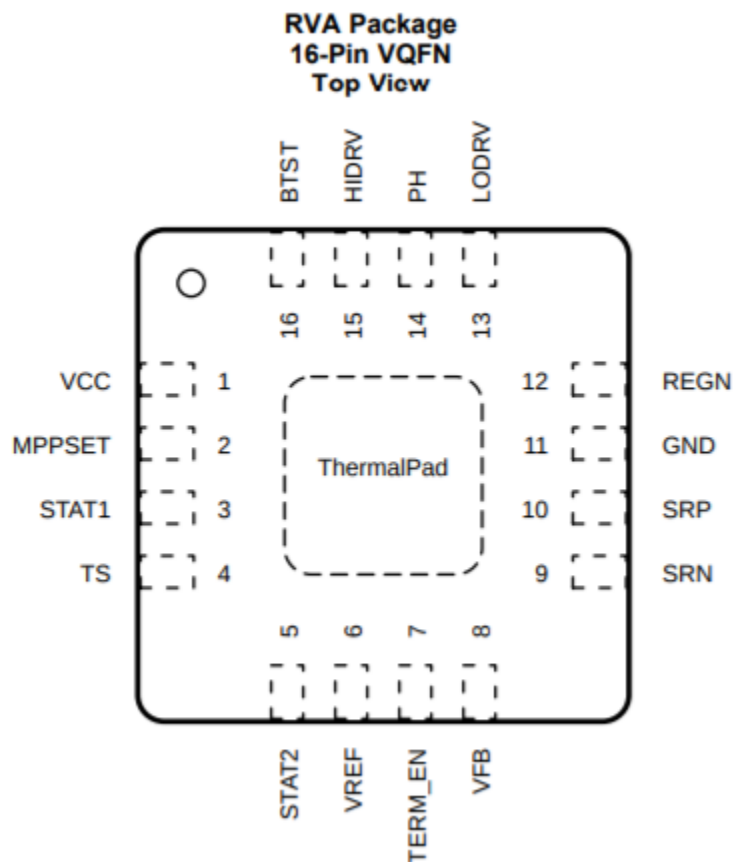 RVA Package
16-Pin VQFN
Top View
BTST HIDRV PH LODRV
16 15 14 13
VCC 1 12 REGN
MPPSET 2 11 GND
ThermalPad
STAT1 3 10 SRP
TS 4 9 SRN
5 6 7 8
STAT2 VREF TERM_EN VFB